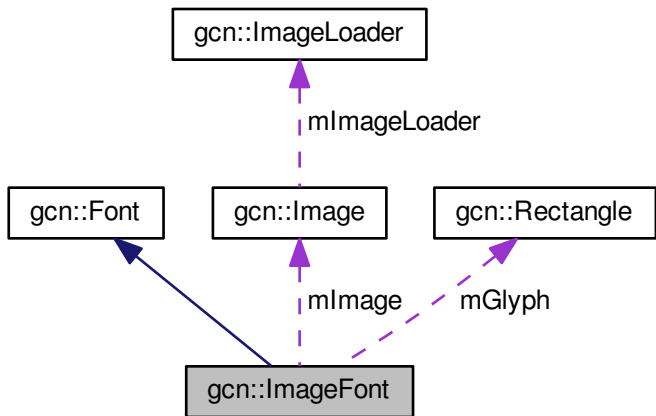 gcn::ImageLoader
mImageLoader
gcn::Font
gcn::Image
gcn::Rectangle
mImage
mGlyph
gcn::ImageFont